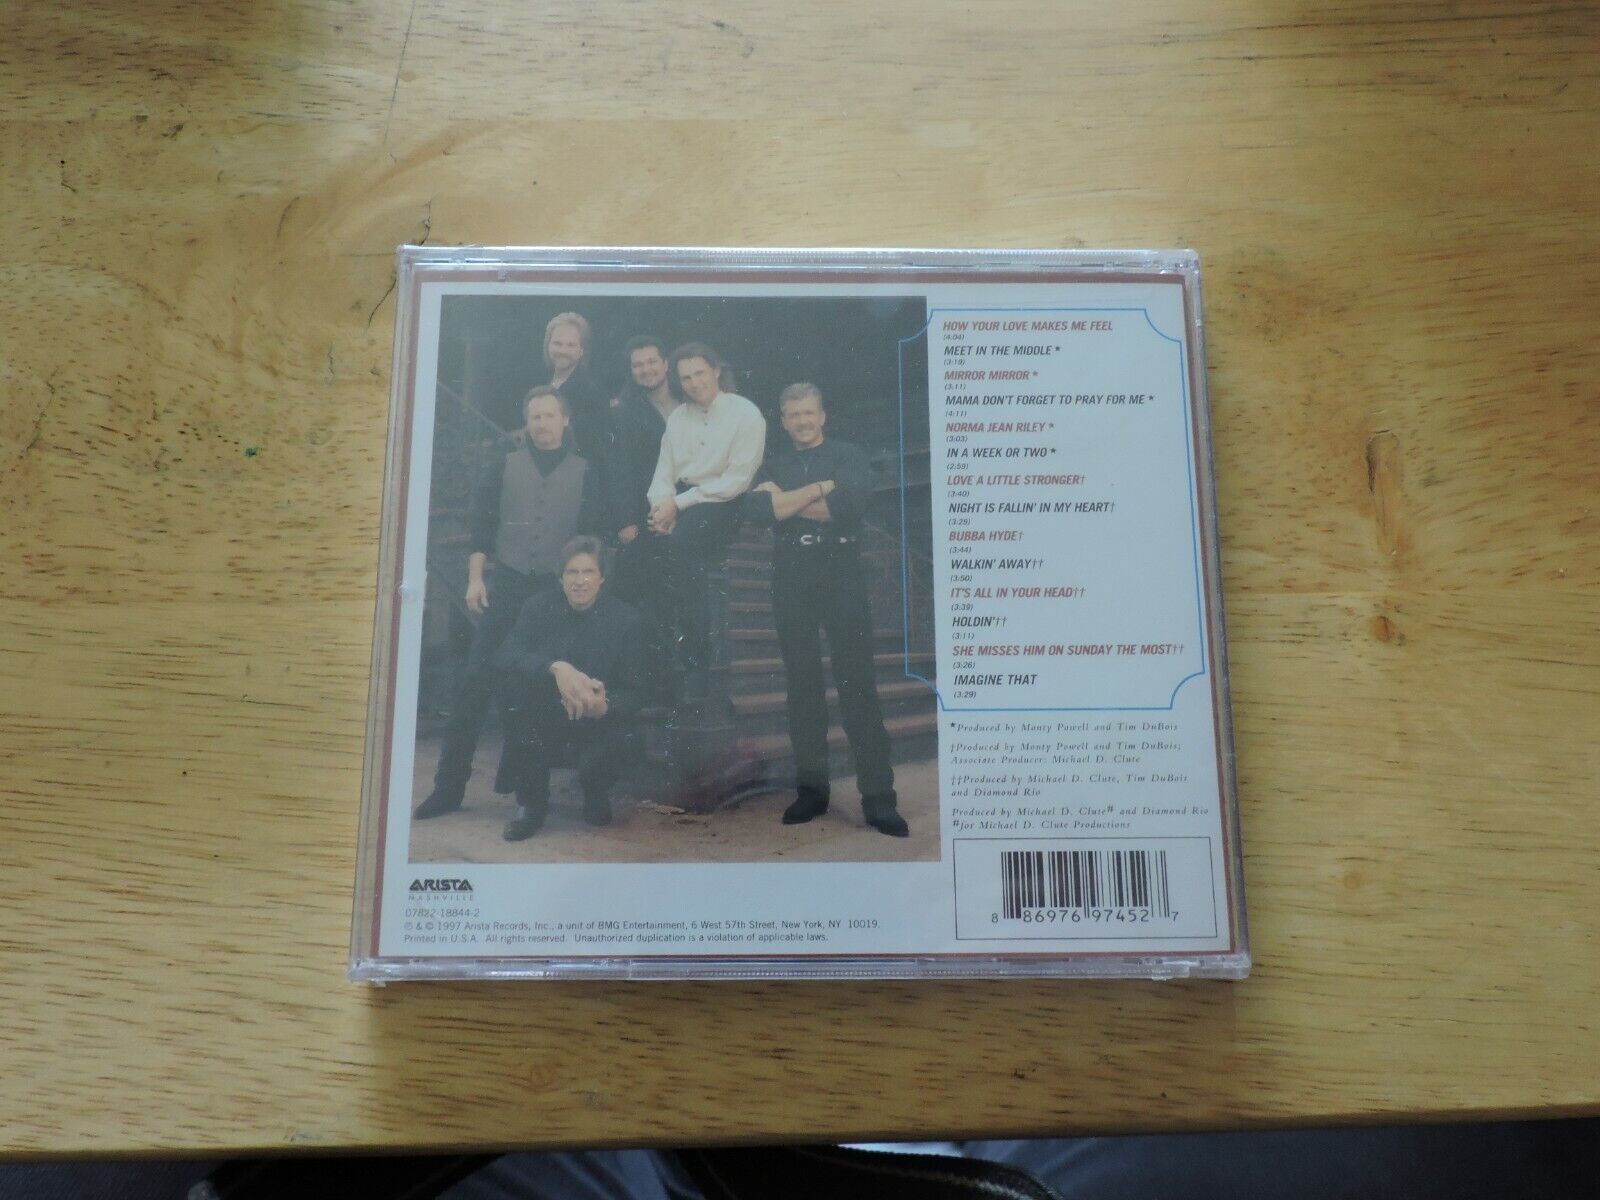 HOW YOUR LOVE MAKES ME FEEL
(4:04)
MEET IN THE MIDDLE *
(3:19)
MIRROR MIRROR *
(3:11)
MAMA DON'T FORGET TO PRAY FOR ME *
(4:11)
NORMA JEAN RILEY *
(3:03)
IN A WEEK OR TWO *
(2:59)
LOVE A LITTLE STRONGER†
(3:40)
NIGHT IS FALLIN' IN MY HEART†
(3:29)
BUBBA HYDE†
(3:44)
WALKIN' AWAY††
(3:50)
IT'S ALL IN YOUR HEAD††
(3:39)
HOLDIN'††
(3:11)
SHE MISSES HIM ON SUNDAY THE MOST††
(3:26)
IMAGINE THAT
(3:29)
*Produced by Monty Powell and Tim DuBois
†Produced by Monty Powell and Tim DuBois;
Associate Producer: Michael D. Clute
††Produced by Michael D. Clute, Tim DuBois
and Diamond Rio
Produced by Michael D. Clute# and Diamond Rio
#for Michael D. Clute Productions
ARISTA
NASHVILLE
07822-18844-2
℗ & © 1997 Arista Records, Inc., a unit of BMG Entertainment, 6 West 57th Street, New York, NY 10019.
Printed in U.S.A. All rights reserved. Unauthorized duplication is a violation of applicable laws.
8 86976 97452 7